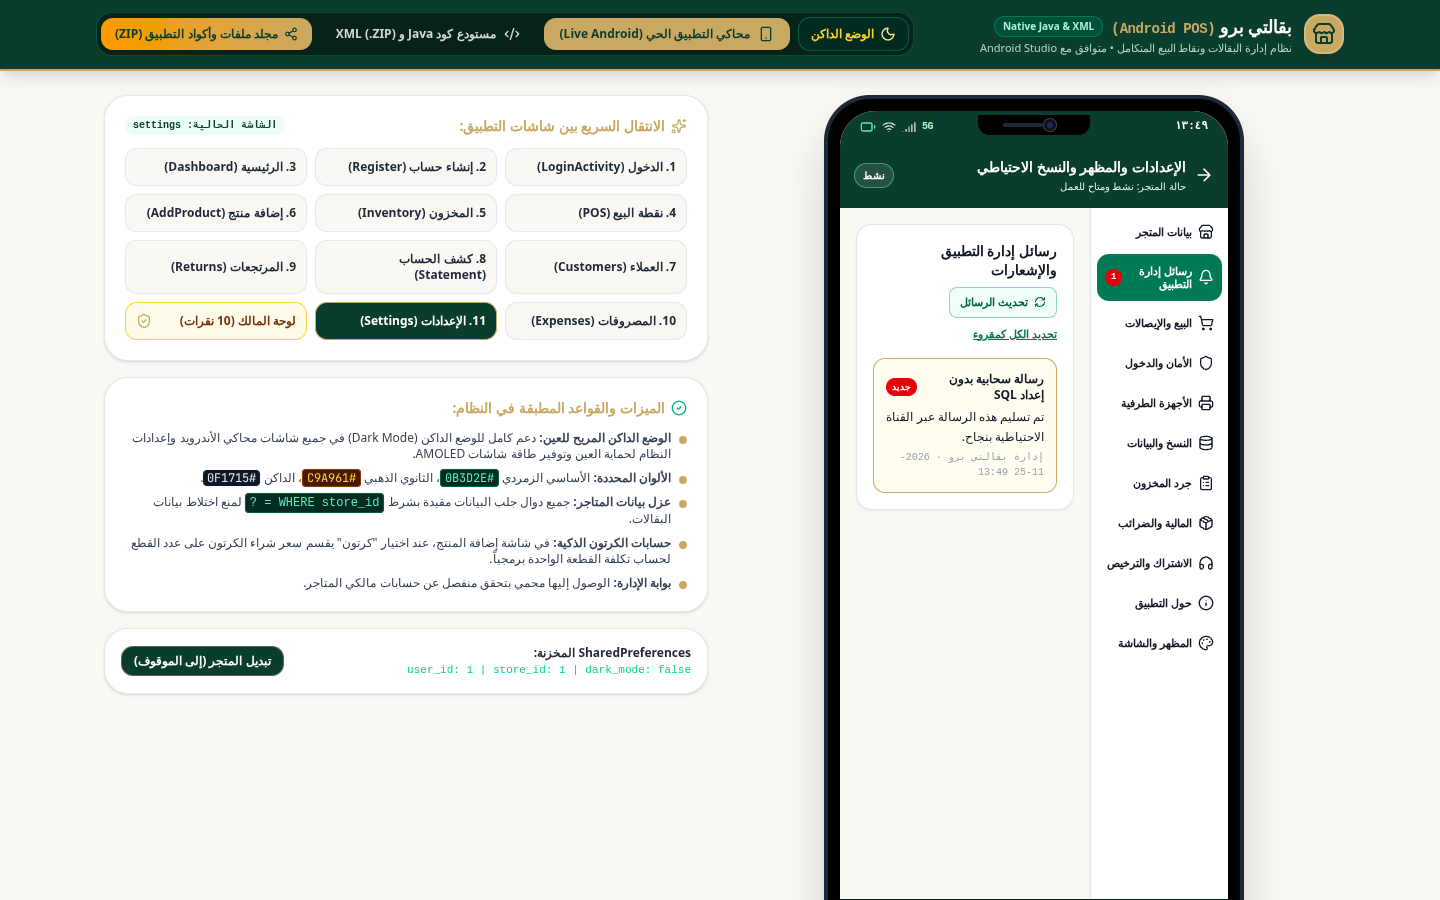 بقالتي برو (Android POS) Native Java & XML
نظام إدارة البقالات ونقاط البيع المتكامل • متوافق مع Android Studio
الوضع الداكن
محاكي التطبيق الحي (Live Android)
مستودع كود Java و XML (.ZIP)
مجلد ملفات وأكواد التطبيق (ZIP)
١٣:٤٩
5G
الإعدادات والمظهر والنسخ الاحتياطي
حالة المتجر: نشط ومتاح للعمل
نشط
بيانات المتجر
رسائل إدارة
التطبيق
1
البيع والإيصالات
الأمان والدخول
الأجهزة الطرفية
النسخ والبيانات
جرد المخزون
المالية والضرائب
الاشتراك والترخيص
حول التطبيق
المظهر والشاشة
رسائل إدارة التطبيق
والإشعارات
تحديث الرسائل
تحديد الكل كمقروء
رسالة سحابية بدون
إعداد SQL
جديد
تم تسليم هذه الرسالة عبر القناة
الاحتياطية بنجاح.
إدارة بقالتي برو · 2026-
11-25 13:49
الانتقال السريع بين شاشات التطبيق:
الشاشة الحالية: settings
1. الدخول (LoginActivity)
2. إنشاء حساب (Register)
3. الرئيسية (Dashboard)
4. نقطة البيع (POS)
5. المخزون (Inventory)
6. إضافة منتج (AddProduct)
7. العملاء (Customers)
8. كشف الحساب
(Statement)
9. المرتجعات (Returns)
10. المصروفات (Expenses)
11. الإعدادات (Settings)
لوحة المالك (10 نقرات)
الميزات والقواعد المطبقة في النظام:
الوضع الداكن المريح للعين: دعم كامل للوضع الداكن (Dark Mode) في جميع شاشات محاكي الأندرويد وإعدادات
النظام لحماية العين وتوفير طاقة شاشات AMOLED.
الألوان المحددة: الأساسي الزمردي #0B3D2E، الثانوي الذهبي #C9A961، الداكن #0F1715.
عزل بيانات المتاجر: جميع دوال جلب البيانات مقيدة بشرط WHERE store_id = ? لمنع اختلاط بيانات
البقالات.
حسابات الكرتون الذكية: في شاشة إضافة المنتج، عند اختيار "كرتون" يقسم سعر شراء الكرتون على عدد القطع
لحساب تكلفة القطعة الواحدة برمجياً.
بوابة الإدارة: الوصول إليها محمي بتحقق منفصل عن حسابات مالكي المتاجر.
SharedPreferences المخزنة:
user_id: 1 | store_id: 1 | dark_mode: false
تبديل المتجر (إلى الموقوف)